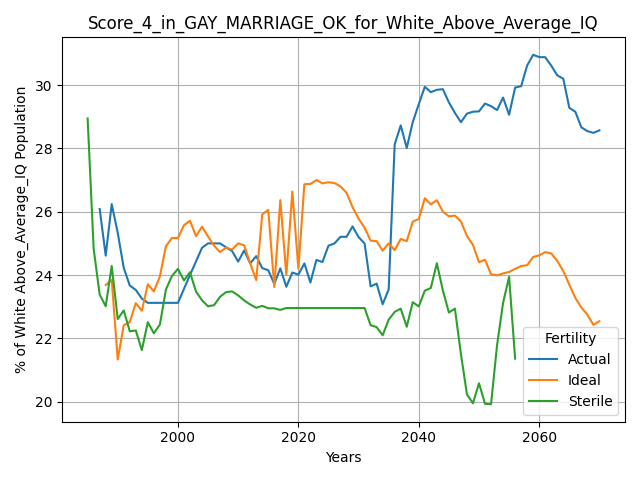 Score_4_in_GAY_MARRIAGE_OK_for_White_Above_Average_IQ
% of White Above_Average_IQ Population
30
28
26
24
22
20
2000 2020 2040 2060
Years
Fertility
Actual
Ideal
Sterile